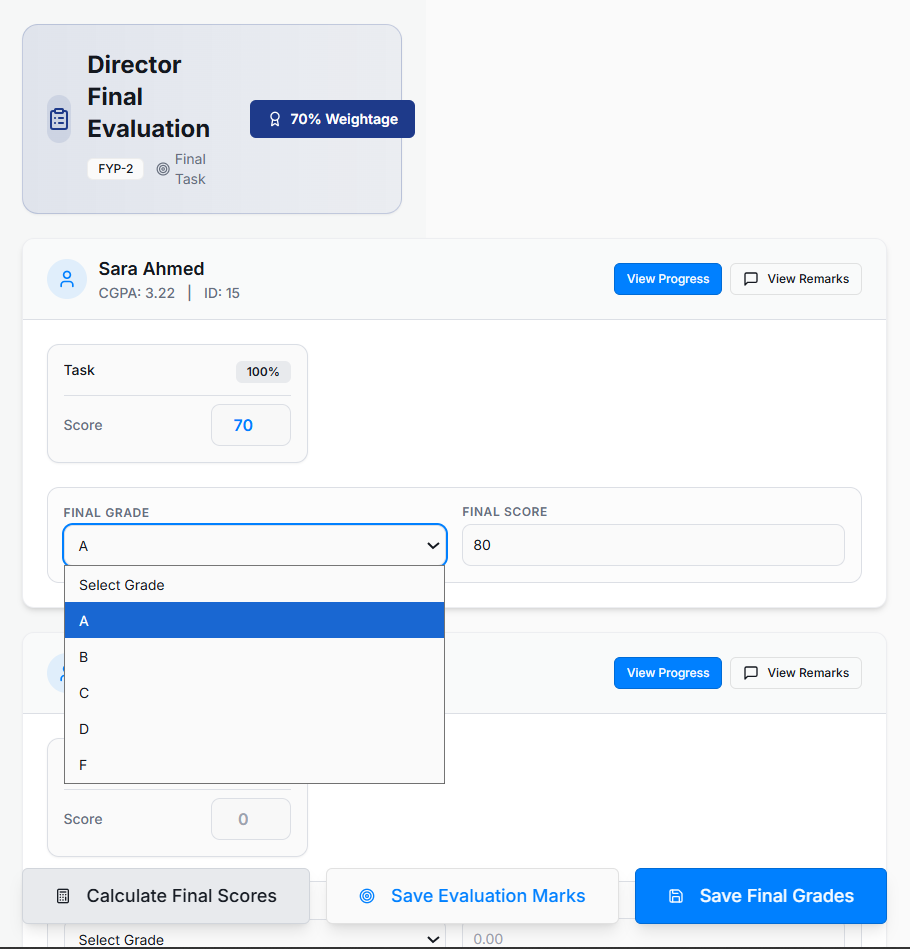 Director
Final
Evaluation
70% Weightage
FYP-2
Final
Task
Sara Ahmed
CGPA: 3.22 | ID: 15
View Progress
View Remarks
Task
100%
Score
70
FINAL GRADE
FINAL SCORE
A
80
Select Grade
A
B
C
D
F
View Progress
View Remarks
Score
0
Calculate Final Scores
Save Evaluation Marks
Save Final Grades
Select Grade
0.00